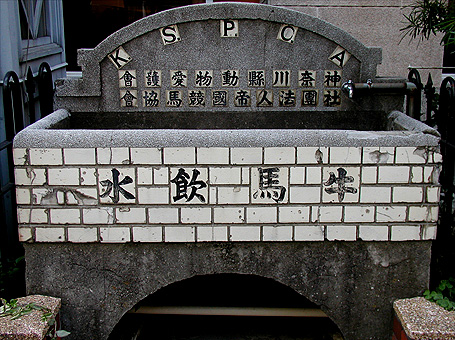 KSPCA
神奈川縣動物愛護會
社團法人帝國競馬協會
牛馬飲水